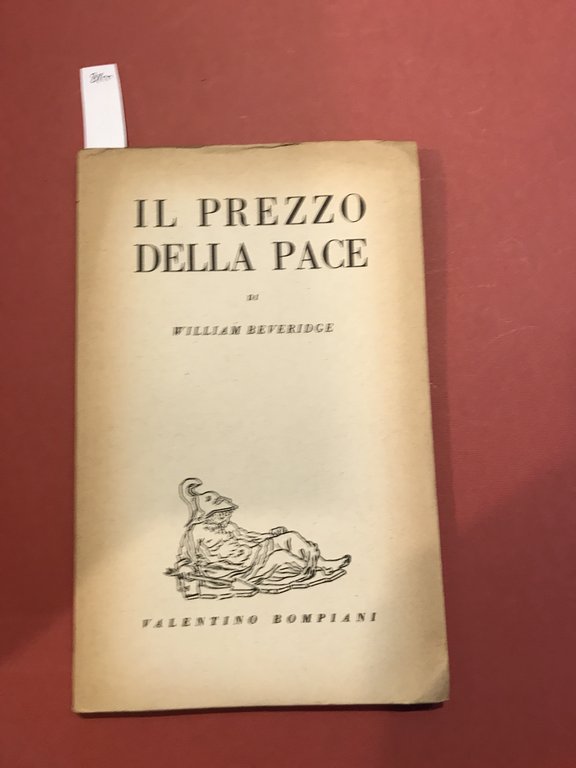 IL PREZZO
DELLA PACE
DI
WILLIAM BEVERIDGE
VALENTINO BOMPIANI